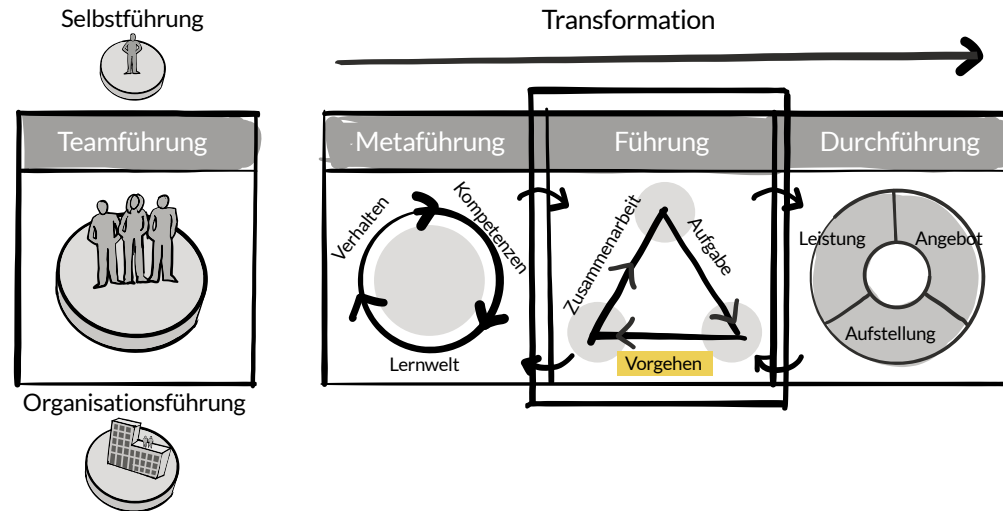 Selbstführung
Transformation
Teamführung
Metaführung
Führung
Durchführung
Verhalten
Kompetenzen
Lernwelt
Zusammenarbeit
Aufgabe
Vorgehen
Leistung
Angebot
Aufstellung
Organisationsführung